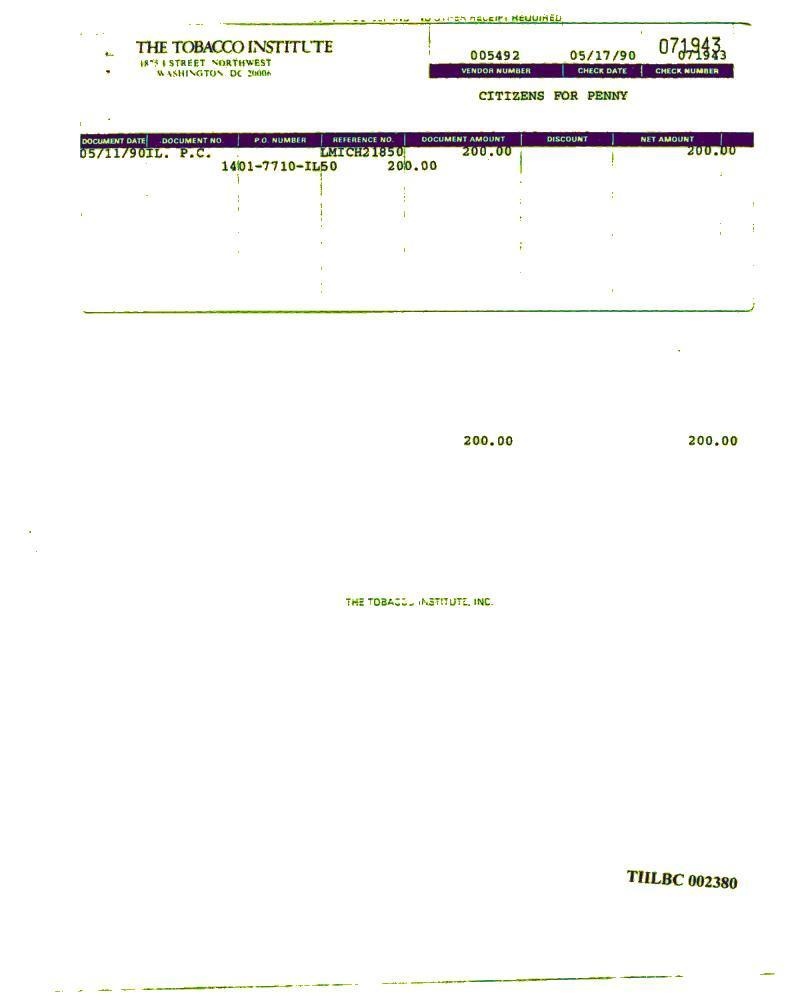 RECEIPT REQUIRED
THE TOBACCO INSTITUTE
1875 I STREET NORTHWEST
WASHINGTON, DC 20006
005492 05/17/90 071943
071943
VENDOR NUMBER CHECK DATE CHECK NUMBER
CITIZENS FOR PENNY
DOCUMENT DATE DOCUMENT NO. P.O. NUMBER REFERENCE NO. DOCUMENT AMOUNT DISCOUNT NET AMOUNT
05/11/90IL. P.C. LMICH21850 200.00 200.00
1401-7710-IL50 200.00
200.00 200.00
THE TOBACCO INSTITUTE, INC.
TIILBC 002380